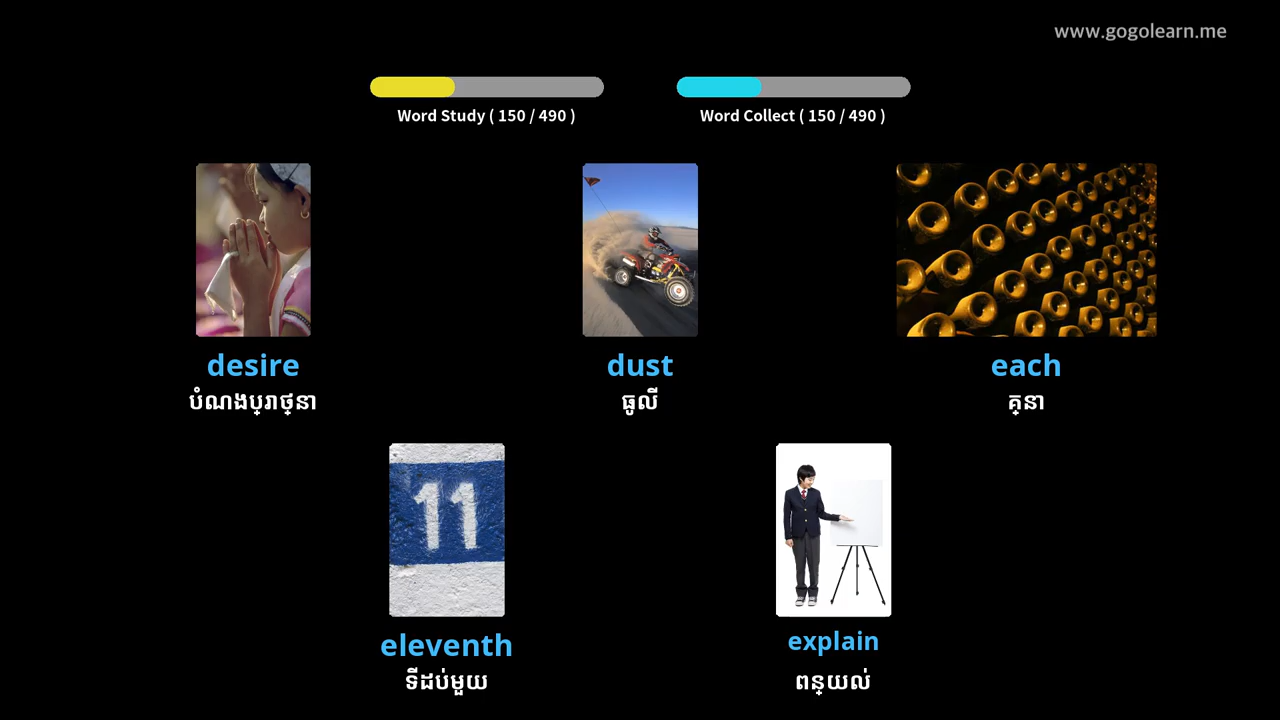 www.gogolearn.me
Word Study ( 150 / 490 )
Word Collect ( 150 / 490 )
desire
បំណងប្រាថ្នា
dust
ធូលី
each
គ្នា
11
eleventh
ទីដប់មួយ
explain
ពន្យល់